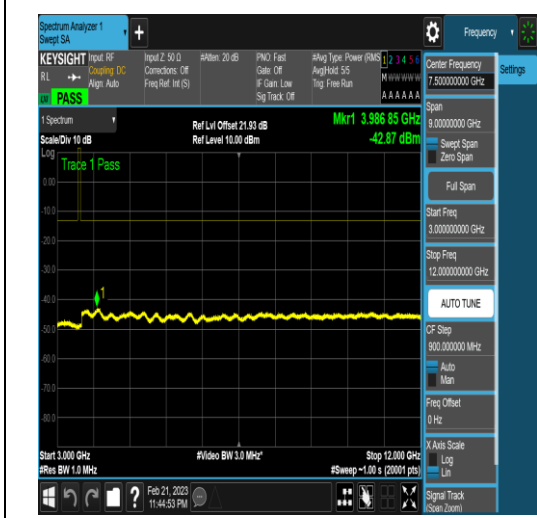 Spectrum Analyzer 1
Swept SA
Frequency
KEYSIGHT
RL
Align: Auto
PASS
Input: RF
Coupling: DC
Input Z: 50 Ω
Corrections: Off
Freq Ref: Int (S)
#Atten: 20 dB
PNO: Fast
Gate: Off
IF Gain: Low
Sig Track: Off
#Avg Type: Power (RMS
Avg|Hold: 5/5
Trig: Free Run
1 2 3 4 5 6
M W W W W W
A A A A A A
1 Spectrum
Scale/Div 10 dB
Ref Lvl Offset 21.93 dB
Ref Level 10.00 dBm
Mkr1 3.986 85 GHz
-42.87 dBm
Log
Trace 1 Pass
0.00
-10.0
-20.0
-30.0
-40.0
-50.0
-60.0
-70.0
-80.0
1
Start 3.000 GHz
#Res BW 1.0 MHz
#Video BW 3.0 MHz*
Stop 12.000 GHz
#Sweep ~1.00 s (20001 pts)
Center Frequency
7.500000000 GHz
Settings
Span
9.00000000 GHz
Swept Span
Zero Span
Full Span
Start Freq
3.000000000 GHz
Stop Freq
12.000000000 GHz
AUTO TUNE
CF Step
900.000000 MHz
Auto
Man
Freq Offset
0 Hz
X Axis Scale
Log
Lin
Signal Track
(Span Zoom)
Feb 21, 2023
11:44:53 PM